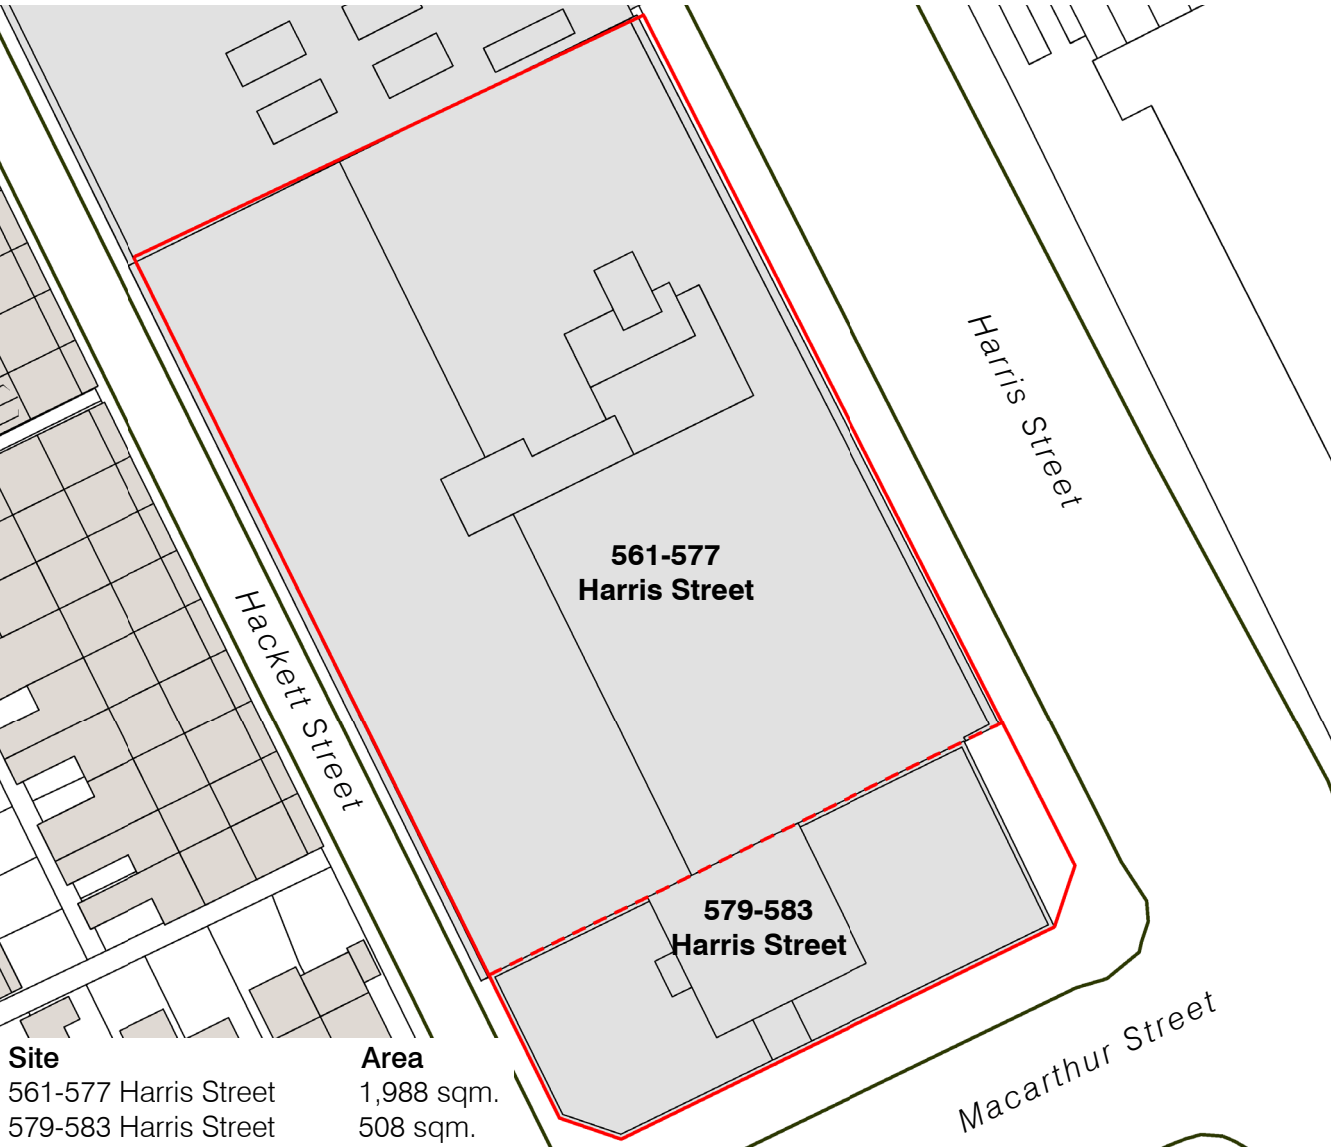 Harris Street
561-577
Harris Street
Hackett Street
579-583
Harris Street
Macarthur Street
Site Area
561-577 Harris Street 1,988 sqm.
579-583 Harris Street 508 sqm.